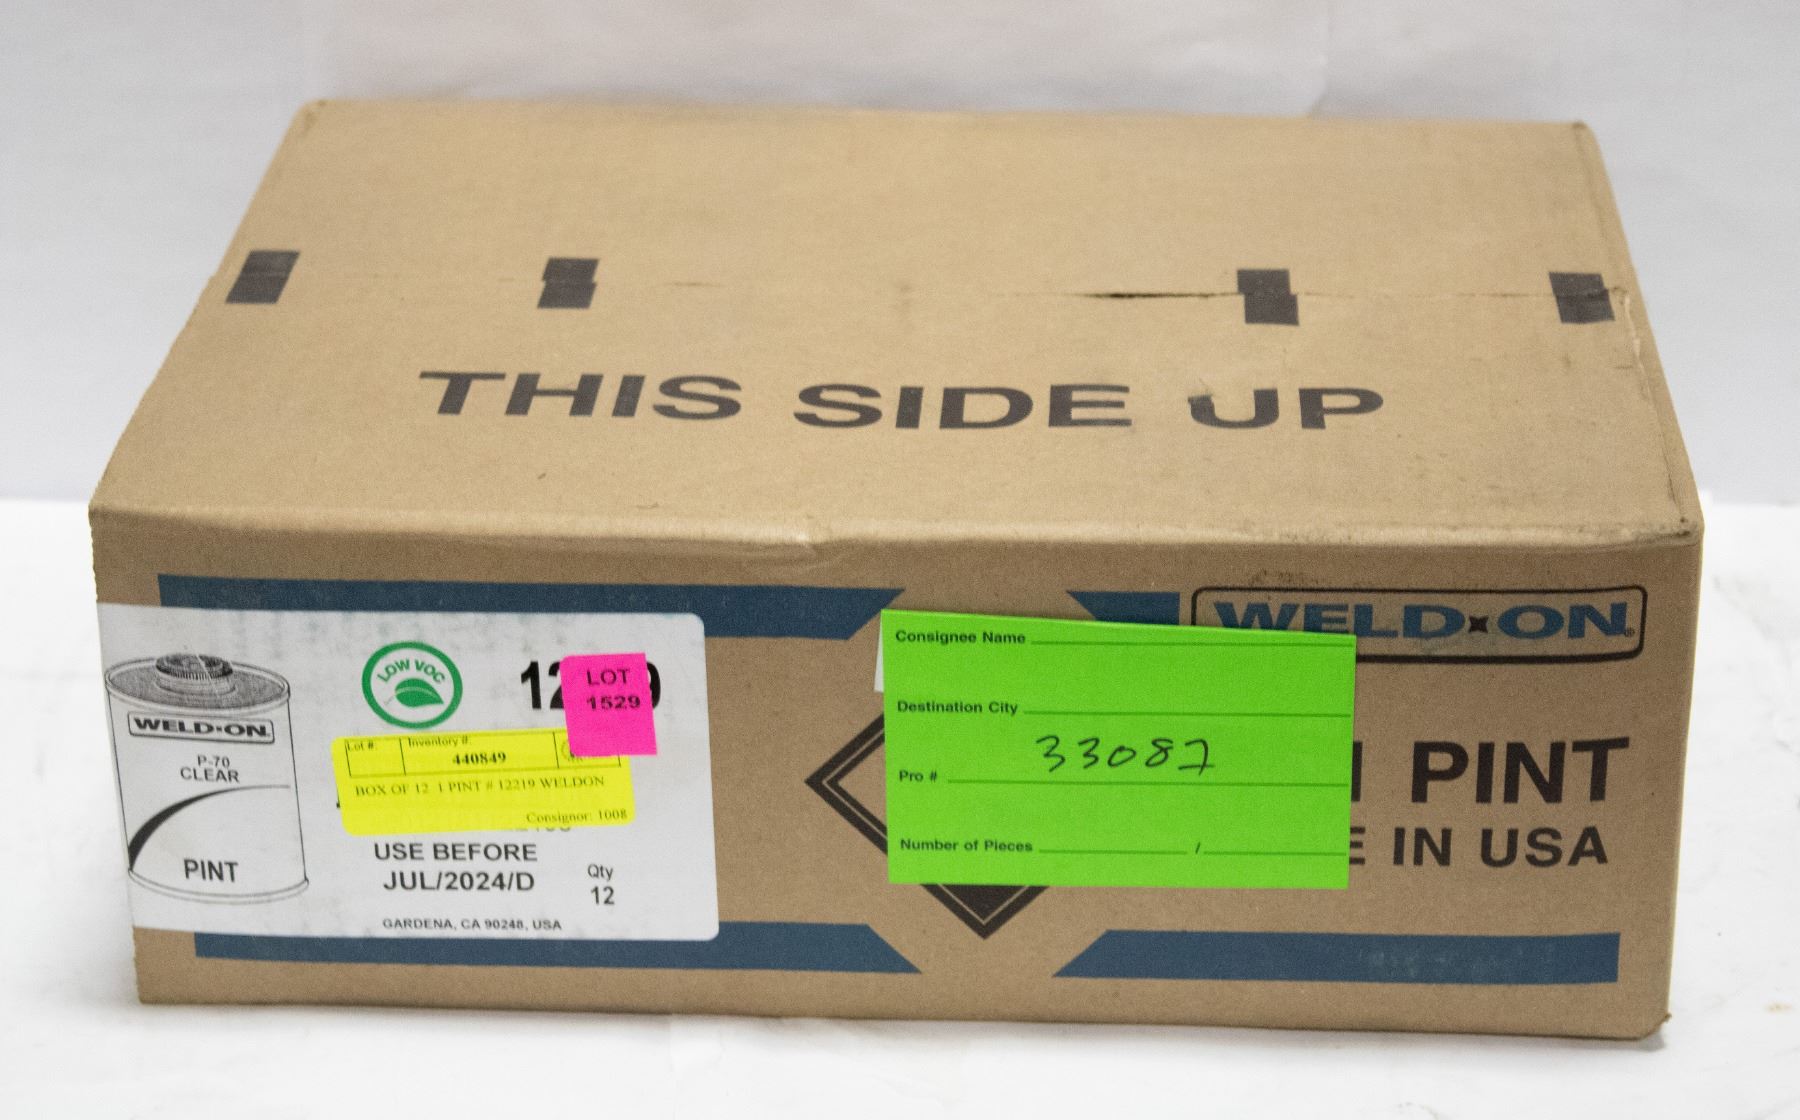 THIS SIDE UP
WELD-ON
P-70
CLEAR
PINT
LOW VOC
LOT
1529
Lot #:
Inventory #:
440849
BOX OF 12 1 PINT # 12219 WELDON
Consignor: 1008
USE BEFORE
JUL/2024/D
Qty
12
GARDENA, CA 90248, USA
Consignee Name
Destination City
33087
Pro #
Number of Pieces /
WELD-ON®
PINT
IN USA